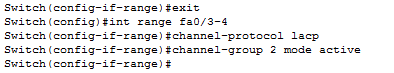 Switch(config-if-range)#exit
Switch(config)#int range fa0/3-4
Switch(config-if-range)#channel-protocol lacp
Switch(config-if-range)#channel-group 2 mode active
Switch(config-if-range)#